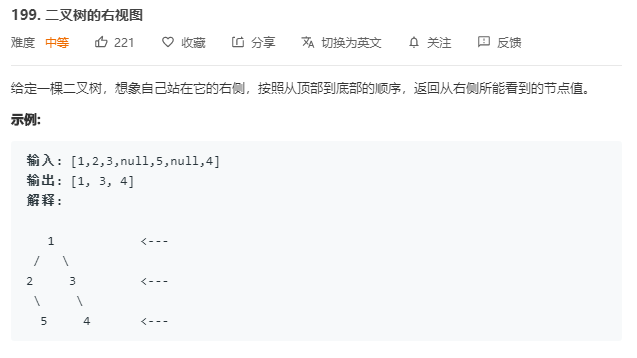 199. 二叉树的右视图
难度 中等 221 收藏 分享 切换为英文 关注 反馈
给定一棵二叉树，想象自己站在它的右侧，按照从顶部到底部的顺序，返回从右侧所能看到的节点值。
示例:
输入: [1,2,3,null,5,null,4]
输出: [1, 3, 4]
解释:
1 <---
/ \
2 3 <---
\ \
5 4 <---